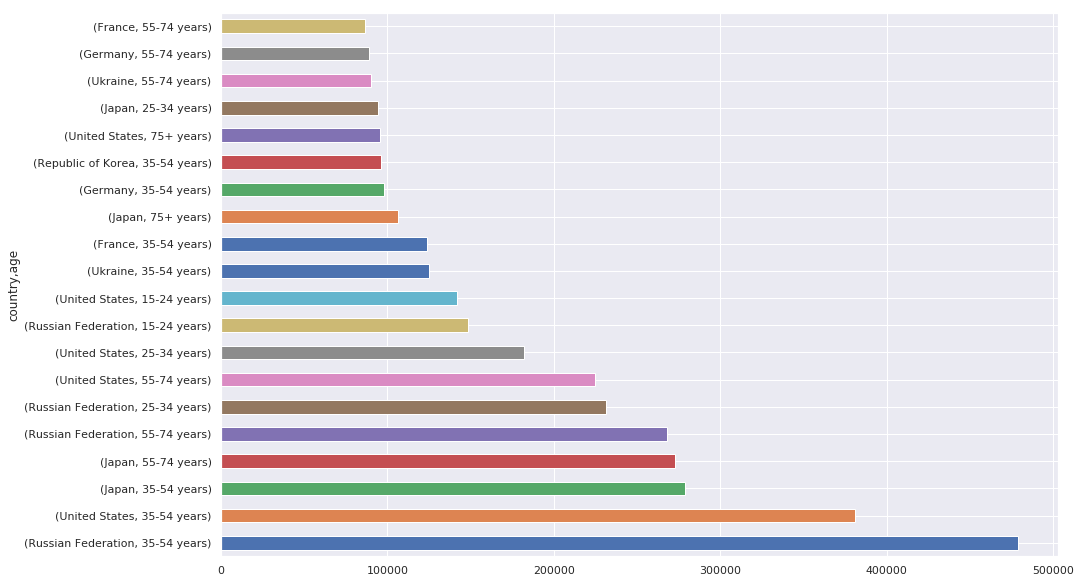 (France, 55-74 years)
(Germany, 55-74 years)
(Ukraine, 55-74 years)
(Japan, 25-34 years)
(United States, 75+ years)
(Republic of Korea, 35-54 years)
(Germany, 35-54 years)
(Japan, 75+ years)
(France, 35-54 years)
(Ukraine, 35-54 years)
(United States, 15-24 years)
(Russian Federation, 15-24 years)
(United States, 25-34 years)
(United States, 55-74 years)
(Russian Federation, 25-34 years)
(Russian Federation, 55-74 years)
(Japan, 55-74 years)
(Japan, 35-54 years)
(United States, 35-54 years)
(Russian Federation, 35-54 years)
country,age
0 100000 200000 300000 400000 500000